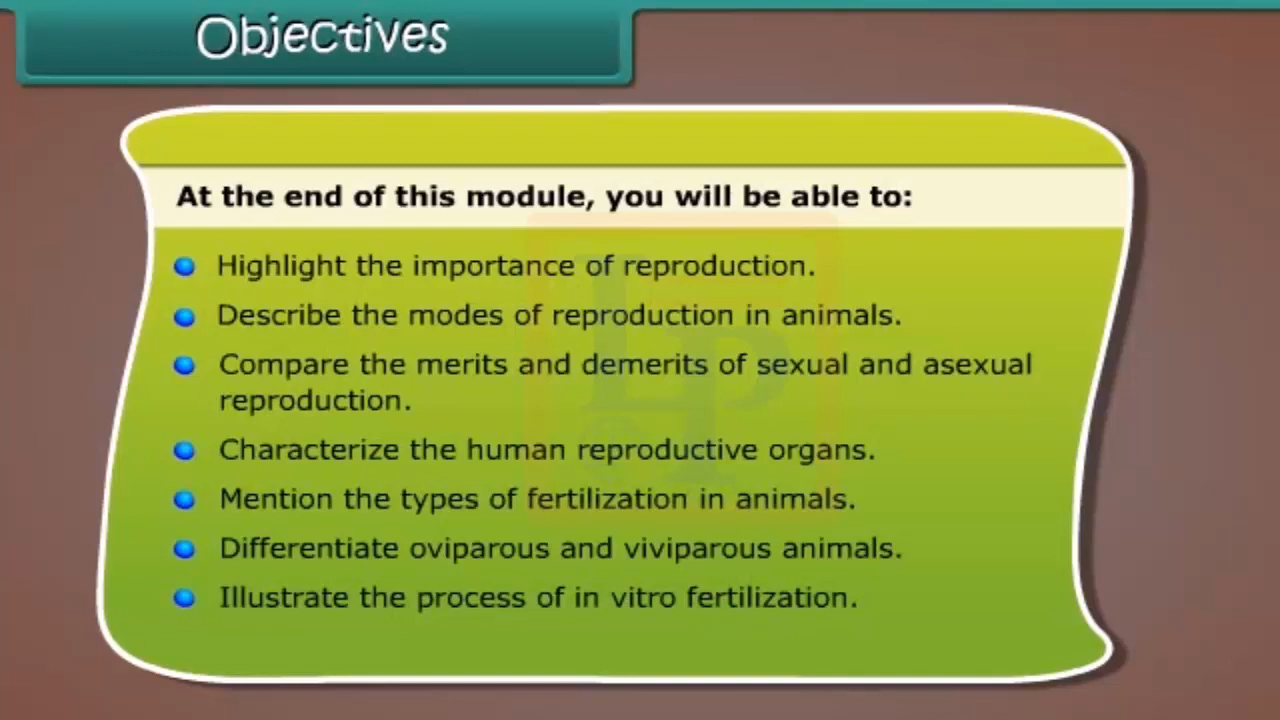 Objectives
At the end of this module, you will be able to:
Highlight the importance of reproduction.
Describe the modes of reproduction in animals.
Compare the merits and demerits of sexual and asexual
reproduction.
Characterize the human reproductive organs.
Mention the types of fertilization in animals.
Differentiate oviparous and viviparous animals.
Illustrate the process of in vitro fertilization.